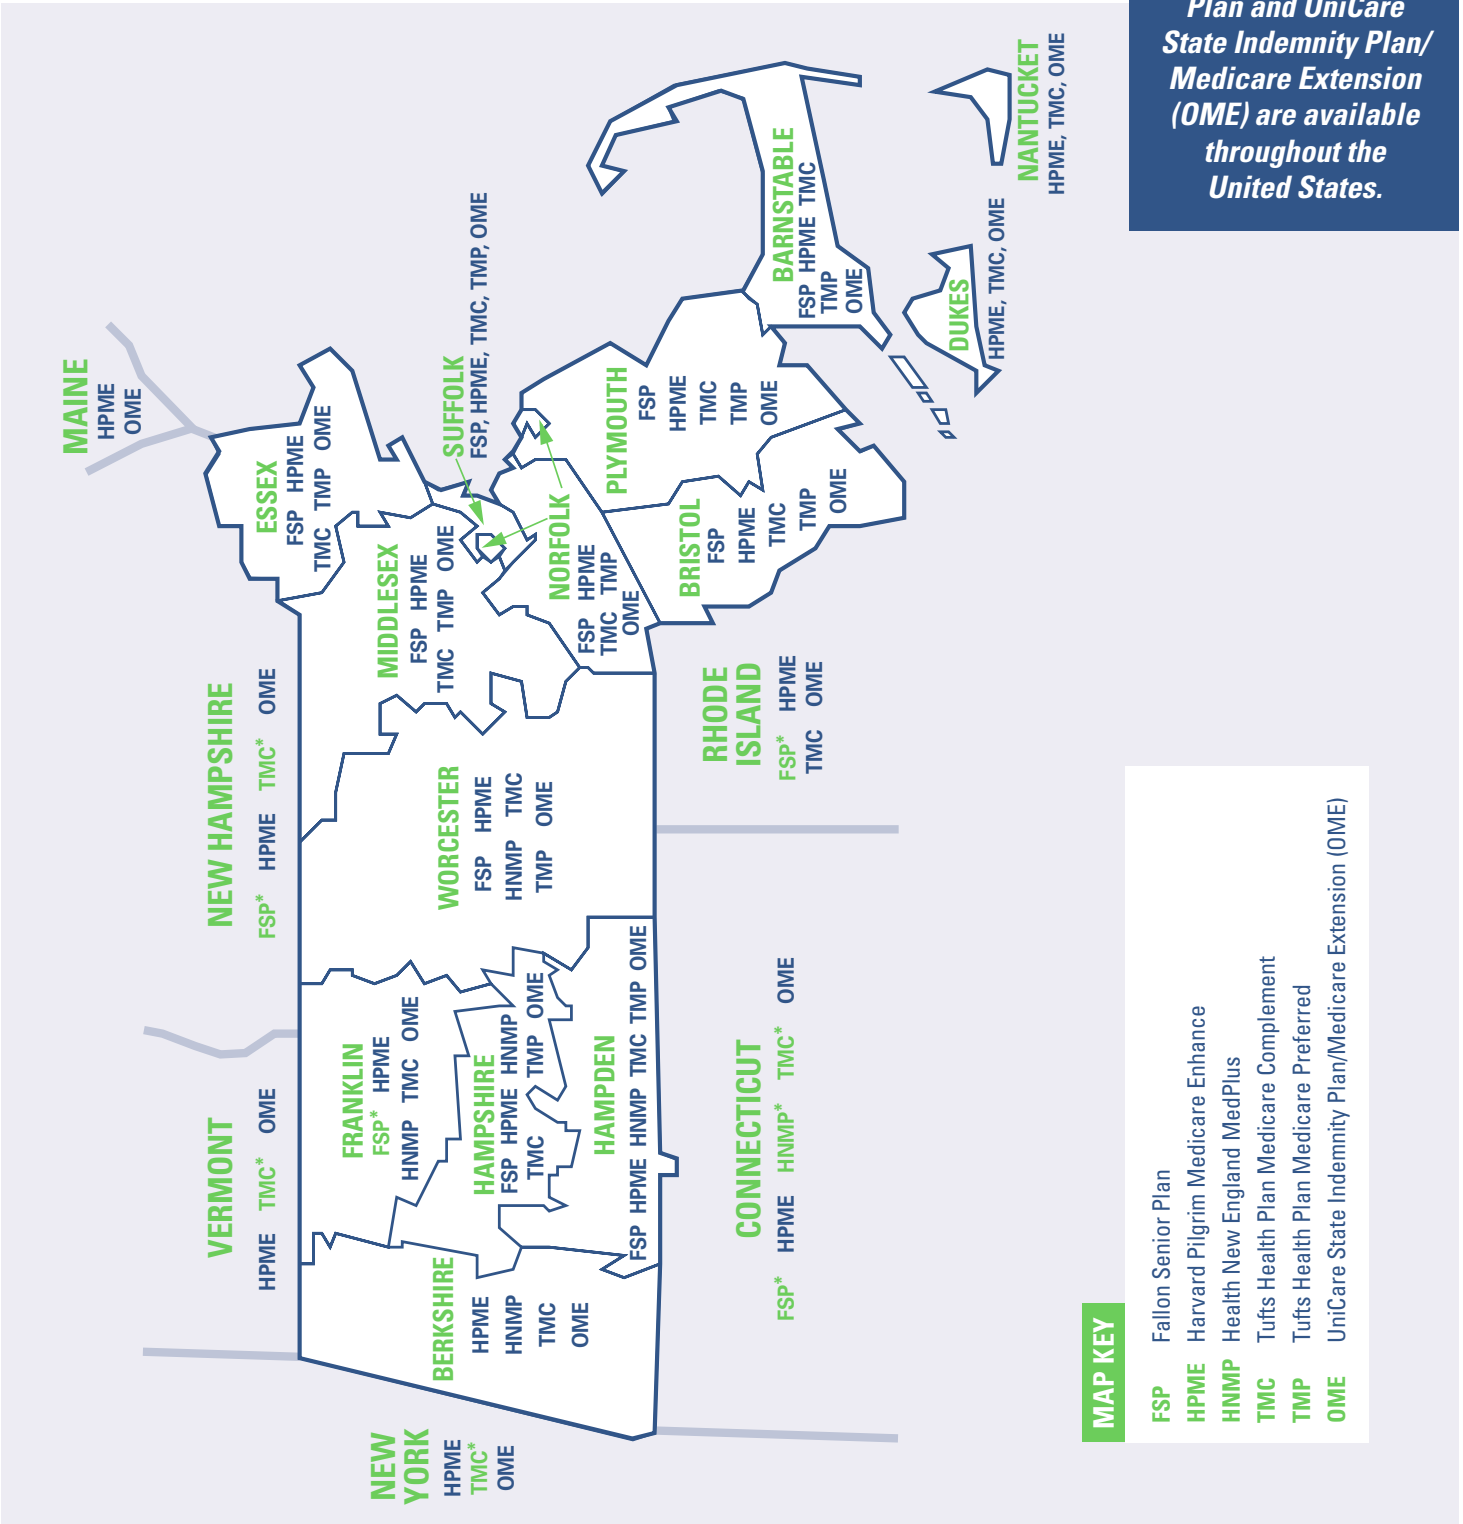 Plan and UniCare
State Indemnity Plan/
Medicare Extension
(OME) are available
throughout the
United States.
MAINE
HPME
OME
NEW HAMPSHIRE
FSP* HPME TMC* OME
VERMONT
HPME TMC* OME
NEW
YORK
HPME
TMC*
OME
BERKSHIRE
HPME
HNMP
TMC
OME
FRANKLIN
FSP* HPME
HNMP TMC OME
HAMPSHIRE
FSP HPME HNMP
TMC TMP OME
HAMPDEN
FSP HPME HNMP TMC TMP OME
WORCESTER
FSP HPME
HNMP TMC
TMP OME
MIDDLESEX
FSP HPME
TMC TMP OME
ESSEX
FSP HPME
TMC TMP OME
SUFFOLK
FSP, HPME, TMC, TMP, OME
NORFOLK
FSP HPME
TMC TMP
OME
PLYMOUTH
FSP
HPME
TMC
TMP
OME
BRISTOL
FSP
HPME
TMC
TMP
OME
BARNSTABLE
FSP HPME TMC
TMP
OME
DUKES
HPME, TMC, OME
NANTUCKET
HPME, TMC, OME
RHODE
ISLAND
FSP* HPME
TMC OME
CONNECTICUT
FSP* HPME HNMP* TMC* OME
MAP KEY
FSP Fallon Senior Plan
HPME Harvard Pilgrim Medicare Enhance
HNMP Health New England MedPlus
TMC Tufts Health Plan Medicare Complement
TMP Tufts Health Plan Medicare Preferred
OME UniCare State Indemnity Plan/Medicare Extension (OME)